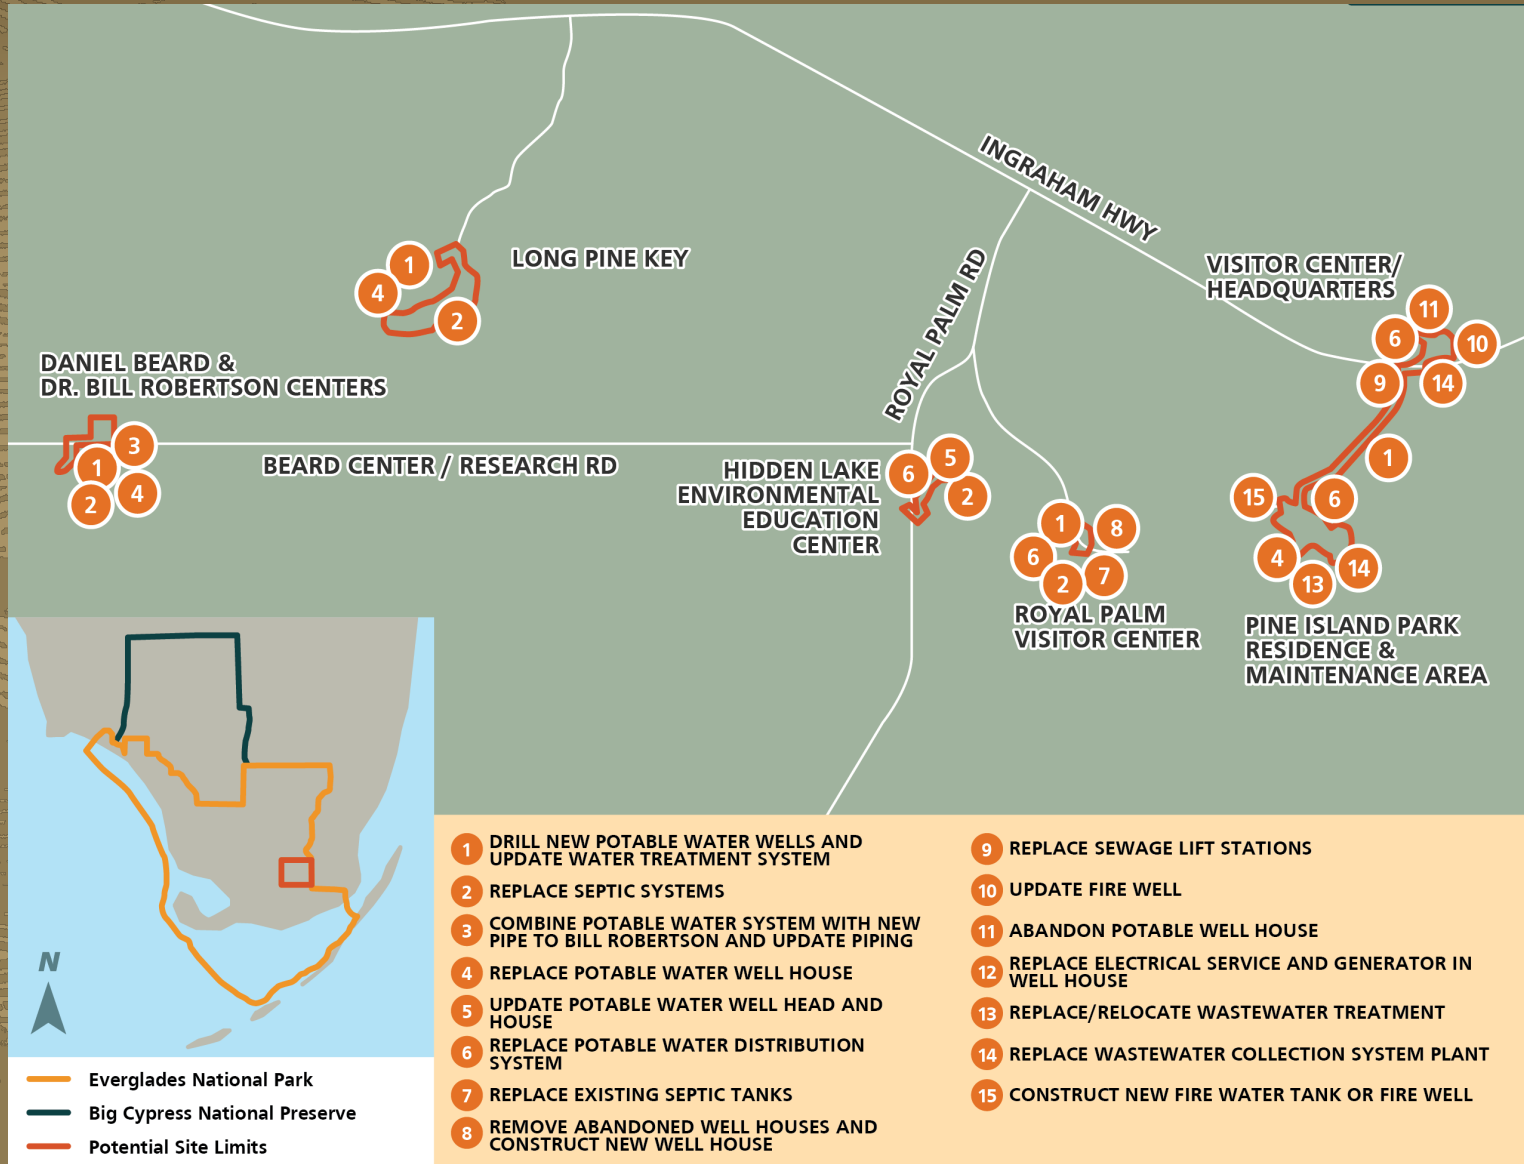 INGRAHAM HWY
ROYAL PALM RD
LONG PINE KEY
1
4
2
VISITOR CENTER/
HEADQUARTERS
11
6
10
9
14
1
DANIEL BEARD &
DR. BILL ROBERTSON CENTERS
3
1
2
4
BEARD CENTER / RESEARCH RD
HIDDEN LAKE
ENVIRONMENTAL
EDUCATION
CENTER
6
5
2
1
8
6
2
7
ROYAL PALM
VISITOR CENTER
15
6
4
13
14
PINE ISLAND PARK
RESIDENCE &
MAINTENANCE AREA
N
Everglades National Park
Big Cypress National Preserve
Potential Site Limits
1 DRILL NEW POTABLE WATER WELLS AND
UPDATE WATER TREATMENT SYSTEM
2 REPLACE SEPTIC SYSTEMS
3 COMBINE POTABLE WATER SYSTEM WITH NEW
PIPE TO BILL ROBERTSON AND UPDATE PIPING
4 REPLACE POTABLE WATER WELL HOUSE
5 UPDATE POTABLE WATER WELL HEAD AND
HOUSE
6 REPLACE POTABLE WATER DISTRIBUTION
SYSTEM
7 REPLACE EXISTING SEPTIC TANKS
8 REMOVE ABANDONED WELL HOUSES AND
CONSTRUCT NEW WELL HOUSE
9 REPLACE SEWAGE LIFT STATIONS
10 UPDATE FIRE WELL
11 ABANDON POTABLE WELL HOUSE
12 REPLACE ELECTRICAL SERVICE AND GENERATOR IN
WELL HOUSE
13 REPLACE/RELOCATE WASTEWATER TREATMENT
14 REPLACE WASTEWATER COLLECTION SYSTEM PLANT
15 CONSTRUCT NEW FIRE WATER TANK OR FIRE WELL